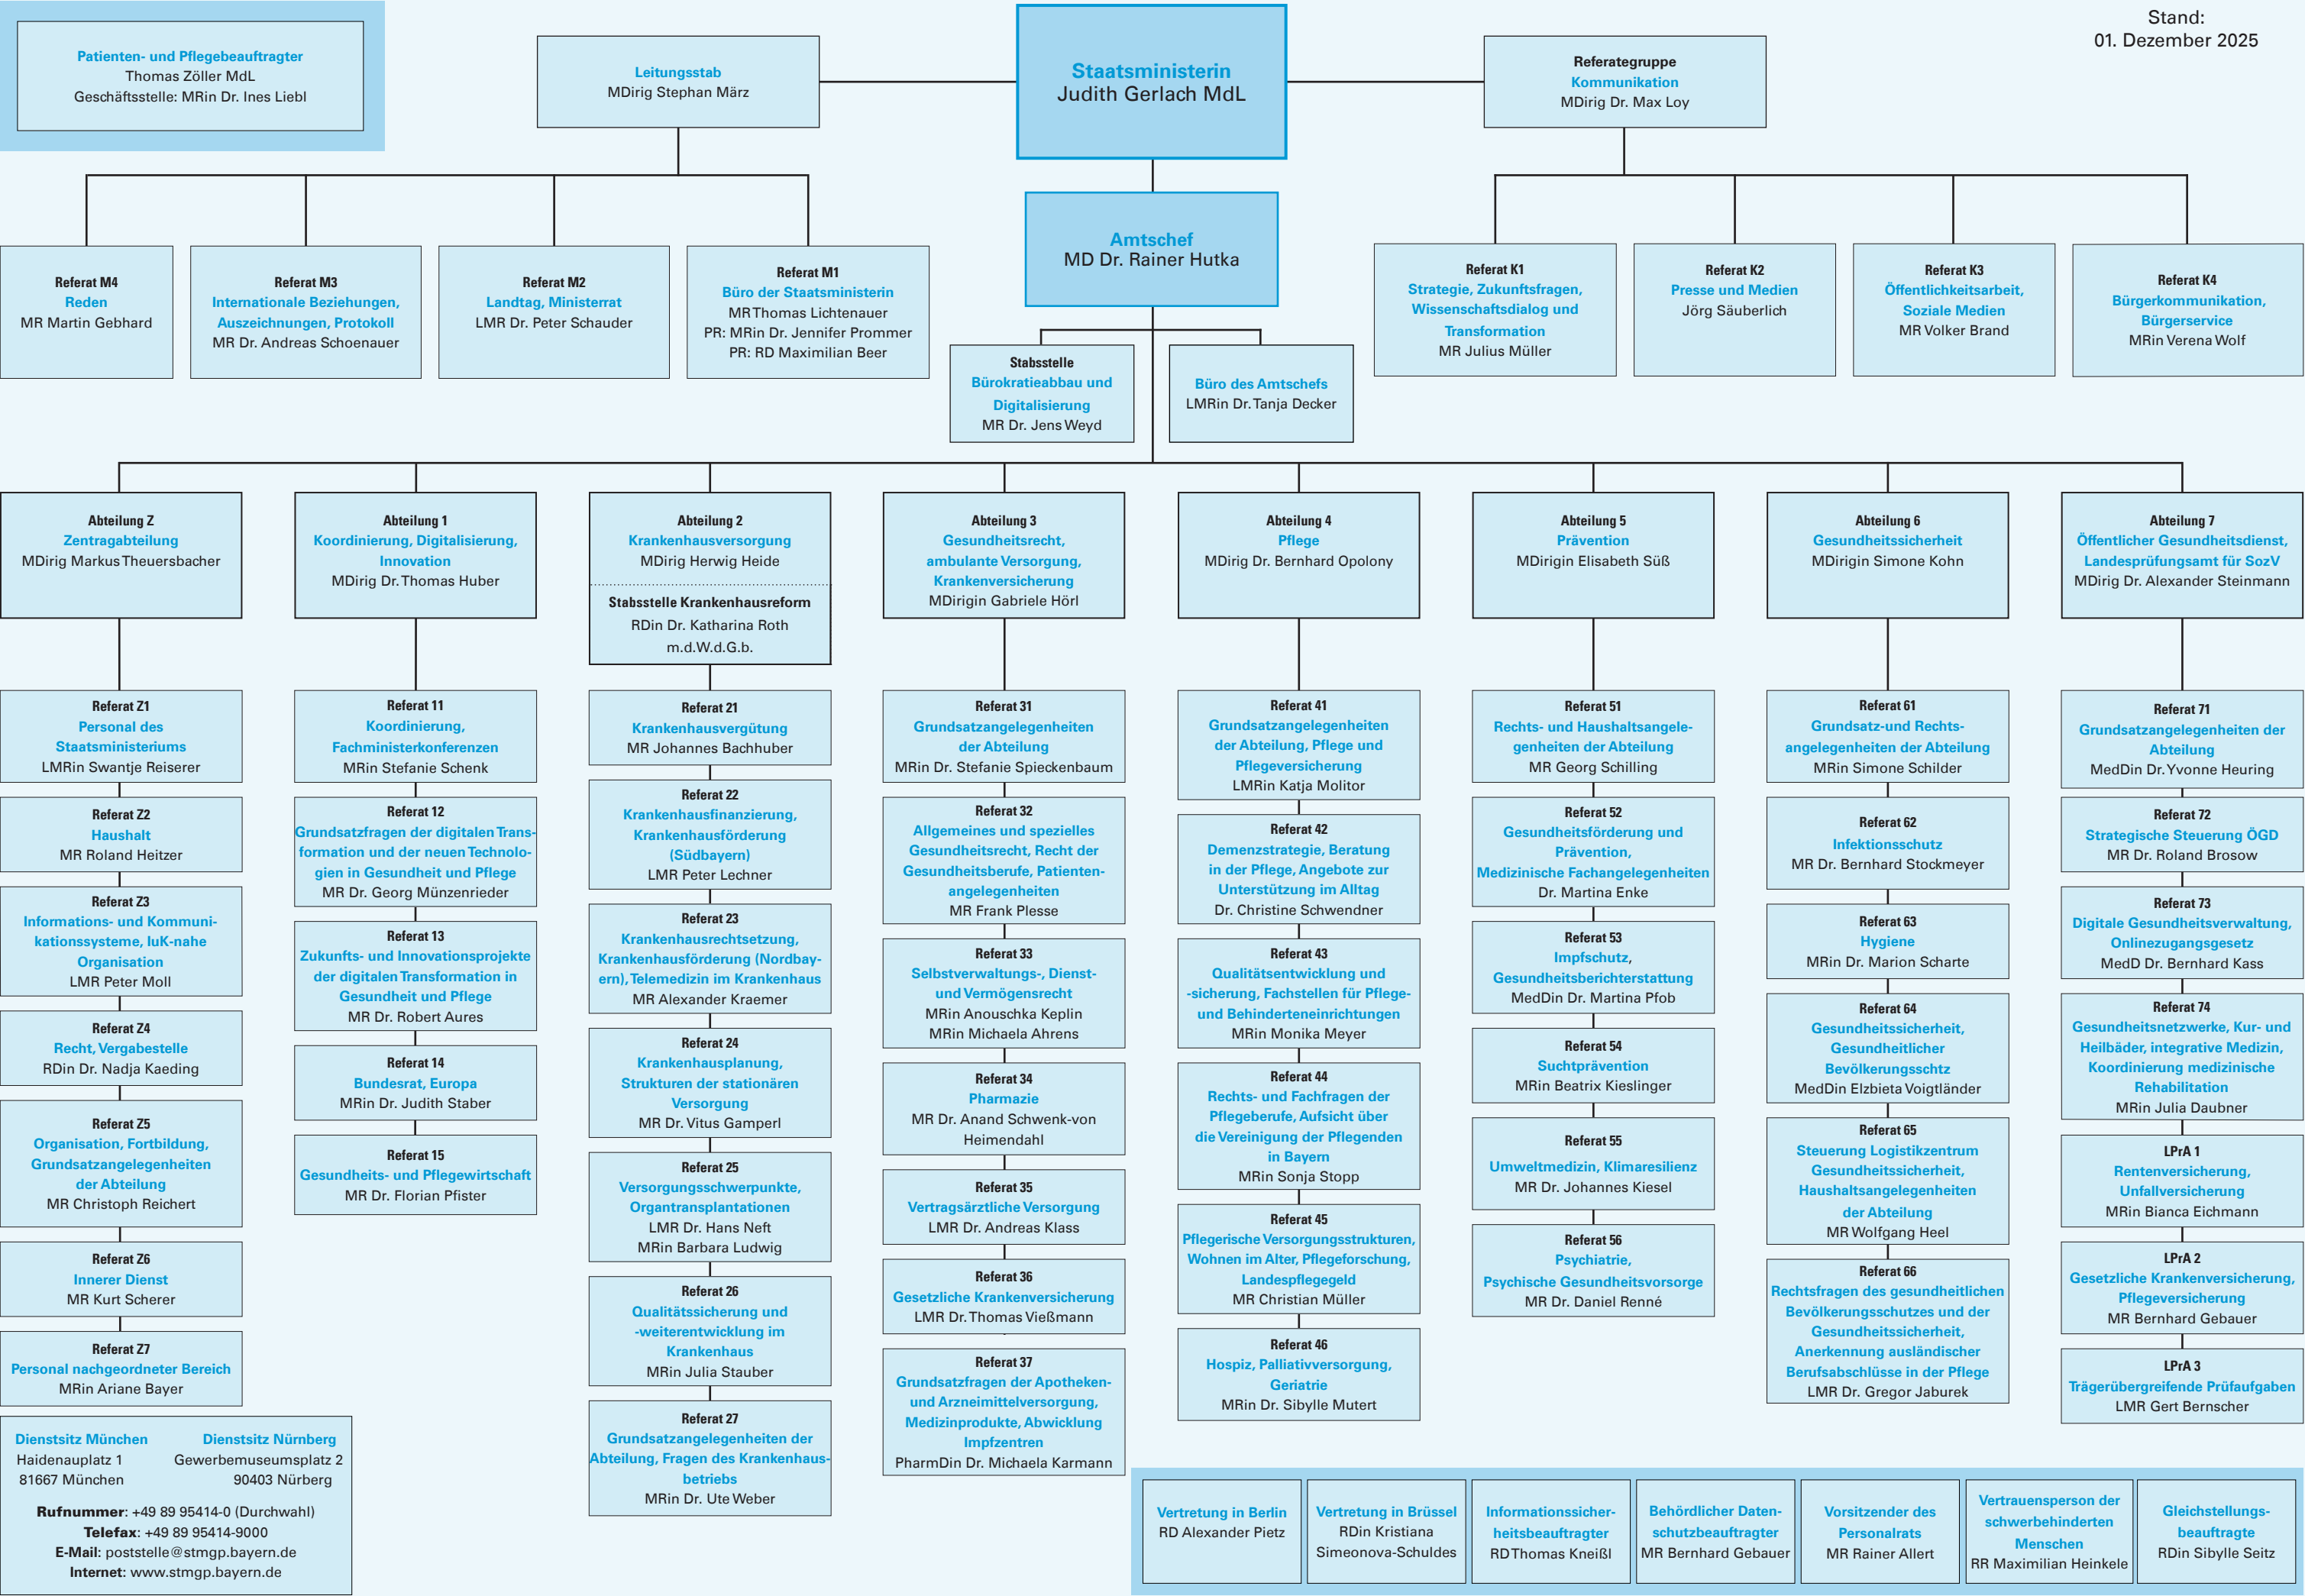 Patienten- und Pflegebeauftragter
Thomas Zöller MdL
Geschäftsstelle: MRin Dr. Ines Liebl
Leitungsstab
MDirig Stephan März
Staatsministerin
Judith Gerlach MdL
Referategruppe
Kommunikation
MDirig Dr. Max Loy
Stand:
01. Dezember 2025
Referat M4
Reden
MR Martin Gebhard
Referat M3
Internationale Beziehungen,
Auszeichnungen, Protokoll
MR Dr. Andreas Schoenauer
Referat M2
Landtag, Ministerrat
LMR Dr. Peter Schauder
Referat M1
Büro der Staatsministerin
MR Thomas Lichtenauer
PR: MRin Dr. Jennifer Prommer
PR: RD Maximilian Beer
Amtschef
MD Dr. Rainer Hutka
Referat K1
Strategie, Zukunftsfragen,
Wissenschaftsdialog und
Transformation
MR Julius Müller
Referat K2
Presse und Medien
Jörg Säuberlich
Referat K3
Öffentlichkeitsarbeit,
Soziale Medien
MR Volker Brand
Referat K4
Bürgerkommunikation,
Bürgerservice
MRin Verena Wolf
Stabsstelle
Bürokratieabbau und
Digitalisierung
MR Dr. Jens Weyd
Büro des Amtschefs
LMRin Dr. Tanja Decker
Abteilung Z
Zentragabteilung
MDirig Markus Theuersbacher
Referat Z1
Personal des
Staatsministeriums
LMRin Swantje Reiserer
Referat Z2
Haushalt
MR Roland Heitzer
Referat Z3
Informations- und Kommuni-
kationssysteme, IuK-nahe
Organisation
LMR Peter Moll
Referat Z4
Recht, Vergabestelle
RDin Dr. Nadja Kaeding
Referat Z5
Organisation, Fortbildung,
Grundsatzangelegenheiten
der Abteilung
MR Christoph Reichert
Referat Z6
Innerer Dienst
MR Kurt Scherer
Referat Z7
Personal nachgeordneter Bereich
MRin Ariane Bayer
Abteilung 1
Koordinierung, Digitalisierung,
Innovation
MDirig Dr. Thomas Huber
Referat 11
Koordinierung,
Fachministerkonferenzen
MRin Stefanie Schenk
Referat 12
Grundsatzfragen der digitalen Trans-
formation und der neuen Technolo-
gien in Gesundheit und Pflege
MR Dr. Georg Münzenrieder
Referat 13
Zukunfts- und Innovationsprojekte
der digitalen Transformation in
Gesundheit und Pflege
MR Dr. Robert Aures
Referat 14
Bundesrat, Europa
MRin Dr. Judith Staber
Referat 15
Gesundheits- und Pflegewirtschaft
MR Dr. Florian Pfister
Abteilung 2
Krankenhausversorgung
MDirig Herwig Heide
Stabsstelle Krankenhausreform
RDin Dr. Katharina Roth
m.d.W.d.G.b.
Referat 21
Krankenhausvergütung
MR Johannes Bachhuber
Referat 22
Krankenhausfinanzierung,
Krankenhausförderung
(Südbayern)
LMR Peter Lechner
Referat 23
Krankenhausrechtsetzung,
Krankenhausförderung (Nordbay-
ern), Telemedizin im Krankenhaus
MR Alexander Kraemer
Referat 24
Krankenhausplanung,
Strukturen der stationären
Versorgung
MR Dr. Vitus Gamperl
Referat 25
Versorgungsschwerpunkte,
Organtransplantationen
LMR Dr. Hans Neft
MRin Barbara Ludwig
Referat 26
Qualitätssicherung und
-weiterentwicklung im
Krankenhaus
MRin Julia Stauber
Referat 27
Grundsatzangelegenheiten der
Abteilung, Fragen des Krankenhaus-
betriebs
MRin Dr. Ute Weber
Abteilung 3
Gesundheitsrecht,
ambulante Versorgung,
Krankenversicherung
MDirigin Gabriele Hörl
Referat 31
Grundsatzangelegenheiten
der Abteilung
MRin Dr. Stefanie Spieckenbaum
Referat 32
Allgemeines und spezielles
Gesundheitsrecht, Recht der
Gesundheitsberufe, Patienten-
angelegenheiten
MR Frank Plesse
Referat 33
Selbstverwaltungs-, Dienst-
und Vermögensrecht
MRin Anouschka Keplin
MRin Michaela Ahrens
Referat 34
Pharmazie
MR Dr. Anand Schwenk-von
Heimendahl
Referat 35
Vertragsärztliche Versorgung
LMR Dr. Andreas Klass
Referat 36
Gesetzliche Krankenversicherung
LMR Dr. Thomas Vießmann
Referat 37
Grundsatzfragen der Apotheken-
und Arzneimittelversorgung,
Medizinprodukte, Abwicklung
Impfzentren
PharmDin Dr. Michaela Karmann
Abteilung 4
Pflege
MDirig Dr. Bernhard Opolony
Referat 41
Grundsatzangelegenheiten
der Abteilung, Pflege und
Pflegeversicherung
LMRin Katja Molitor
Referat 42
Demenzstrategie, Beratung
in der Pflege, Angebote zur
Unterstützung im Alltag
Dr. Christine Schwendner
Referat 43
Qualitätsentwicklung und
-sicherung, Fachstellen für Pflege-
und Behinderteneinrichtungen
MRin Monika Meyer
Referat 44
Rechts- und Fachfragen der
Pflegeberufe, Aufsicht über
die Vereinigung der Pflegenden
in Bayern
MRin Sonja Stopp
Referat 45
Pflegerische Versorgungsstrukturen,
Wohnen im Alter, Pflegeforschung,
Landespflegegeld
MR Christian Müller
Referat 46
Hospiz, Palliativversorgung,
Geriatrie
MRin Dr. Sibylle Mutert
Abteilung 5
Prävention
MDirigin Elisabeth Süß
Referat 51
Rechts- und Haushaltsangele-
genheiten der Abteilung
MR Georg Schilling
Referat 52
Gesundheitsförderung und
Prävention,
Medizinische Fachangelegenheiten
Dr. Martina Enke
Referat 53
Impfschutz,
Gesundheitsberichterstattung
MedDin Dr. Martina Pfob
Referat 54
Suchtprävention
MRin Beatrix Kieslinger
Referat 55
Umweltmedizin, Klimaresilienz
MR Dr. Johannes Kiesel
Referat 56
Psychiatrie,
Psychische Gesundheitsvorsorge
MR Dr. Daniel Renné
Abteilung 6
Gesundheitssicherheit
MDirigin Simone Kohn
Referat 61
Grundsatz-und Rechts-
angelegenheiten der Abteilung
MRin Simone Schilder
Referat 62
Infektionsschutz
MR Dr. Bernhard Stockmeyer
Referat 63
Hygiene
MRin Dr. Marion Scharte
Referat 64
Gesundheitssicherheit,
Gesundheitlicher
Bevölkerungsschtz
MedDin Elzbieta Voigtländer
Referat 65
Steuerung Logistikzentrum
Gesundheitssicherheit,
Haushaltsangelegenheiten
der Abteilung
MR Wolfgang Heel
Referat 66
Rechtsfragen des gesundheitlichen
Bevölkerungsschutzes und der
Gesundheitssicherheit,
Anerkennung ausländischer
Berufsabschlüsse in der Pflege
LMR Dr. Gregor Jaburek
Abteilung 7
Öffentlicher Gesundheitsdienst,
Landesprüfungsamt für SozV
MDirig Dr. Alexander Steinmann
Referat 71
Grundsatzangelegenheiten der
Abteilung
MedDin Dr. Yvonne Heuring
Referat 72
Strategische Steuerung ÖGD
MR Dr. Roland Brosow
Referat 73
Digitale Gesundheitsverwaltung,
Onlinezugangsgesetz
MedD Dr. Bernhard Kass
Referat 74
Gesundheitsnetzwerke, Kur- und
Heilbäder, integrative Medizin,
Koordinierung medizinische
Rehabilitation
MRin Julia Daubner
LPrA 1
Rentenversicherung,
Unfallversicherung
MRin Bianca Eichmann
LPrA 2
Gesetzliche Krankenversicherung,
Pflegeversicherung
MR Bernhard Gebauer
LPrA 3
Trägerübergreifende Prüfaufgaben
LMR Gert Bernscher
Dienstsitz München
Haidenauplatz 1
81667 München
Dienstsitz Nürnberg
Gewerbemuseumsplatz 2
90403 Nürberg
Rufnummer: +49 89 95414-0 (Durchwahl)
Telefax: +49 89 95414-9000
E-Mail: poststelle@stmgp.bayern.de
Internet: www.stmgp.bayern.de
Vertretung in Berlin
RD Alexander Pietz
Vertretung in Brüssel
RDin Kristiana
Simeonova-Schuldes
Informationssicher-
heitsbeauftragter
RD Thomas Kneißl
Behördlicher Daten-
schutzbeauftragter
MR Bernhard Gebauer
Vorsitzender des
Personalrats
MR Rainer Allert
Vertrauensperson der
schwerbehinderten
Menschen
RR Maximilian Heinkele
Gleichstellungs-
beauftragte
RDin Sibylle Seitz